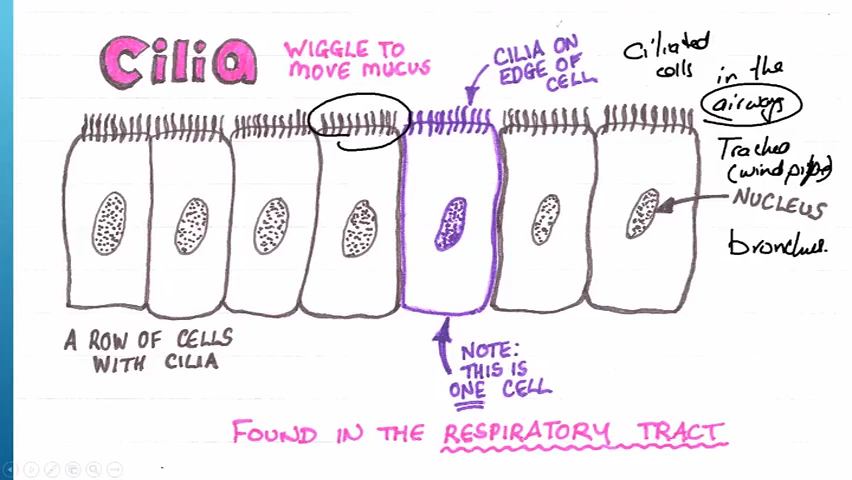 Cilia
WIGGLE TO
MOVE MUCUS
CILIA ON
EDGE OF
CELL
Ciliated
cells
in the
airways
Trachea
(windpipe)
NUCLEUS
bronchus.
A ROW OF CELLS
WITH CILIA
NOTE:
THIS IS
ONE CELL
FOUND IN THE RESPIRATORY TRACT